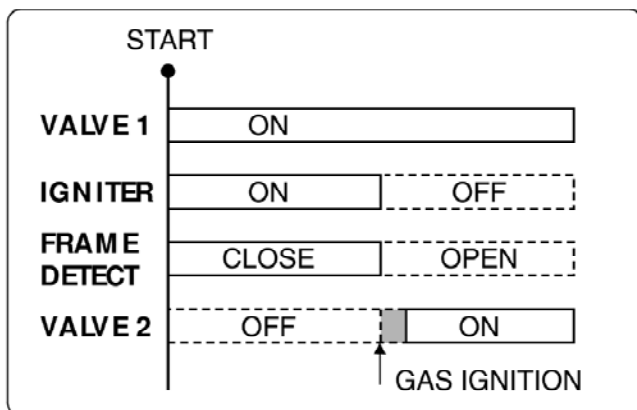 START
VALVE 1 ON
IGNITER ON OFF
FRAME DETECT CLOSE OPEN
VALVE 2 OFF ON
GAS IGNITION